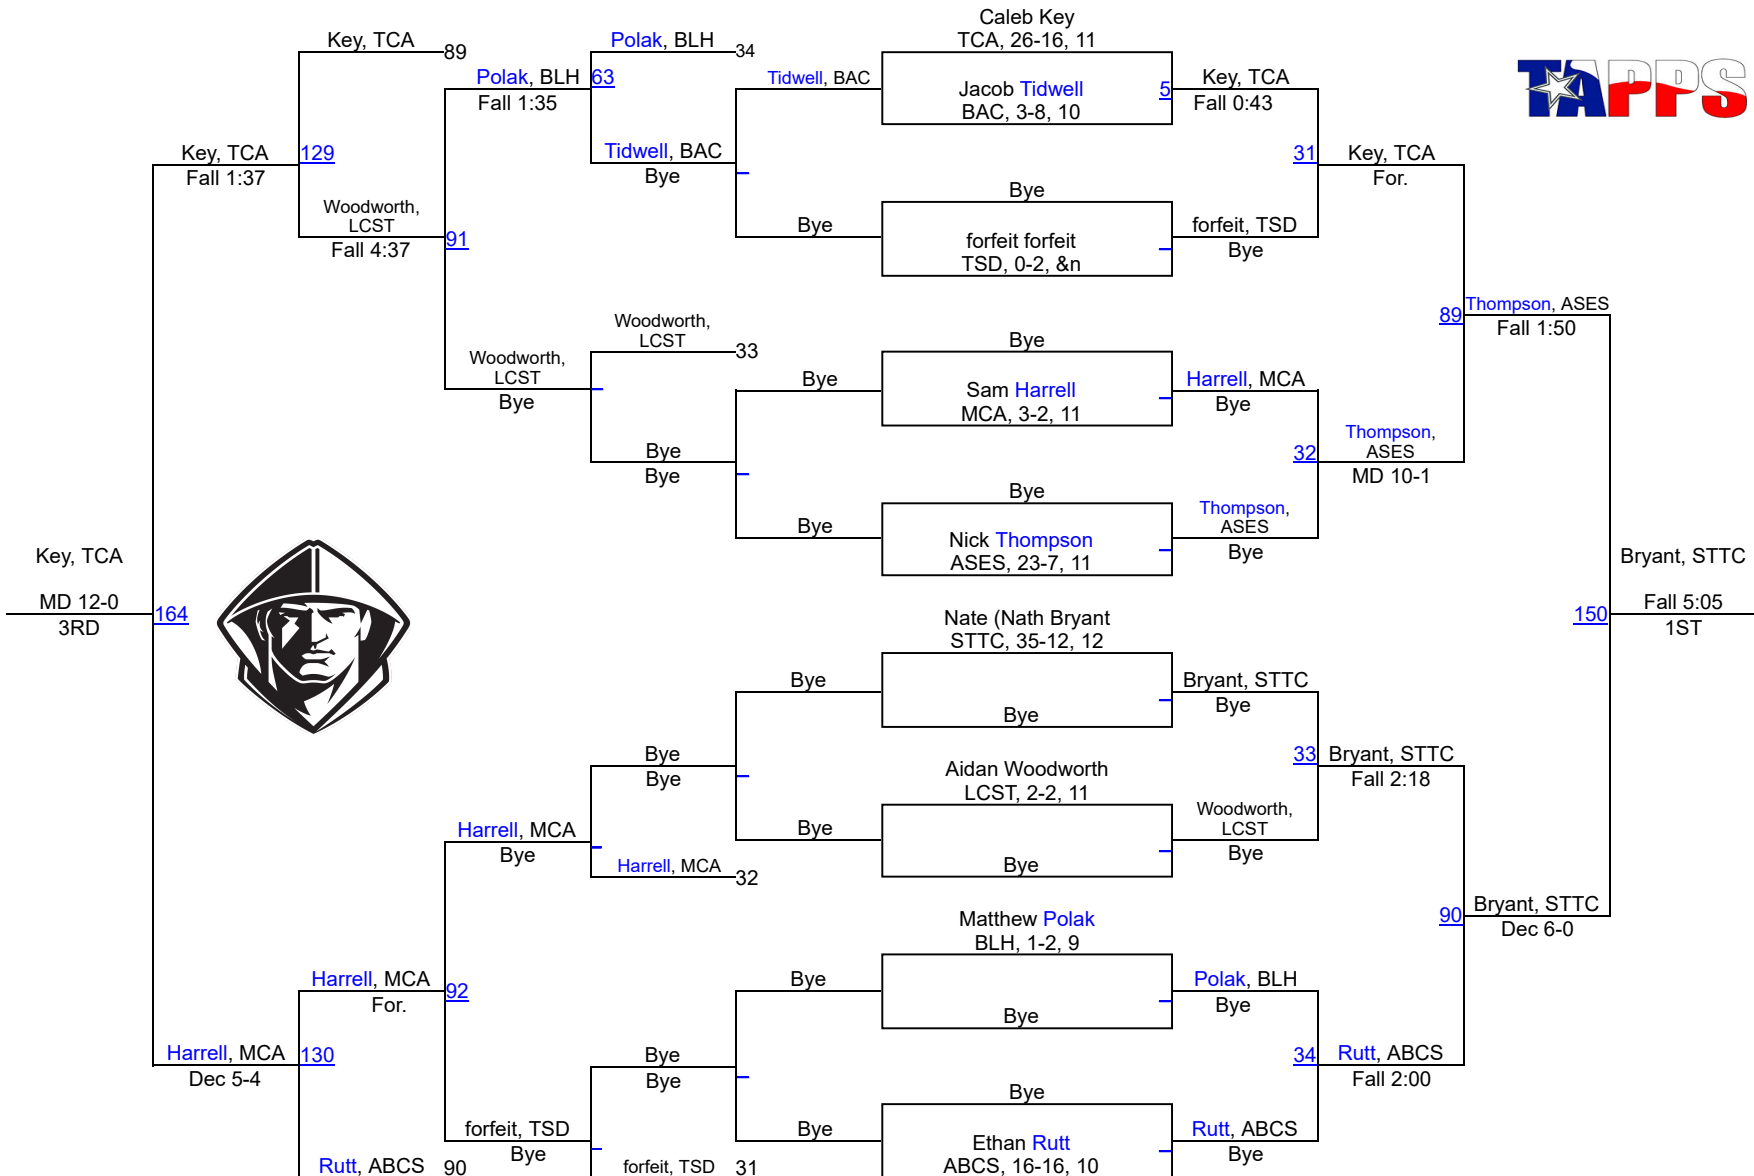 Caleb Key
TCA, 26-16, 11
Key, TCA
89
Polak, BLH
34
TAPPS
Polak, BLH
63
Fall 1:35
Tidwell, BAC
Jacob Tidwell
BAC, 3-8, 10
5
Key, TCA
Fall 0:43
Key, TCA
129
Fall 1:37
Tidwell, BAC
Bye
31
Key, TCA
For.
Woodworth,
LCST
Fall 4:37
91
Bye
Bye
forfeit forfeit
TSD, 0-2, &n
forfeit, TSD
Bye
Woodworth,
LCST
33
89
Thompson, ASES
Fall 1:50
Woodworth,
LCST
Bye
Bye
Bye
Sam Harrell
MCA, 3-2, 11
Harrell, MCA
Bye
Bye
Bye
32
Thompson,
ASES
MD 10-1
Bye
Bye
Nick Thompson
ASES, 23-7, 11
Thompson,
ASES
Bye
Key, TCA
MD 12-0
3RD
164
Bryant, STTC
150
Fall 5:05
1ST
Nate (Nath Bryant
STTC, 35-12, 12
Bye
Bye
Bryant, STTC
Bye
Bye
Bye
33
Bryant, STTC
Fall 2:18
Aidan Woodworth
LCST, 2-2, 11
Bye
Bye
Woodworth,
LCST
Bye
Harrell, MCA
Bye
Harrell, MCA
32
Matthew Polak
BLH, 1-2, 9
90
Bryant, STTC
Dec 6-0
Harrell, MCA
92
For.
Bye
Bye
Polak, BLH
Bye
Harrell, MCA
130
Dec 5-4
Bye
Bye
34
Rutt, ABCS
Fall 2:00
forfeit, TSD
Bye
Bye
Bye
Ethan Rutt
ABCS, 16-16, 10
Rutt, ABCS
Bye
Rutt, ABCS
90
forfeit, TSD
31